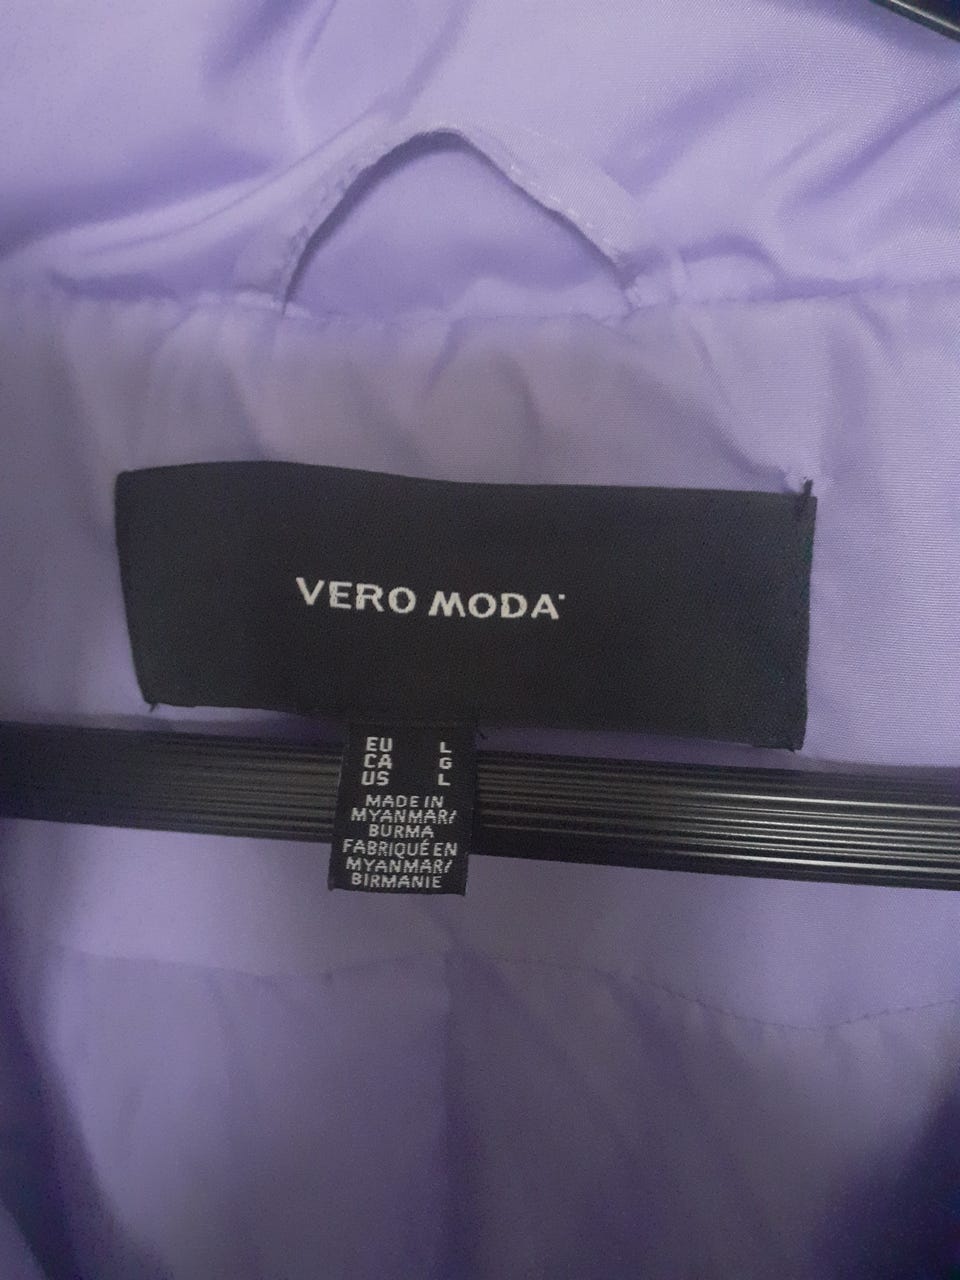 VERO MODA
EU L
CA G
US L
MADE IN
MYANMAR/
BURMA
FABRIQUÉ EN
MYANMAR/
BIRMANIE